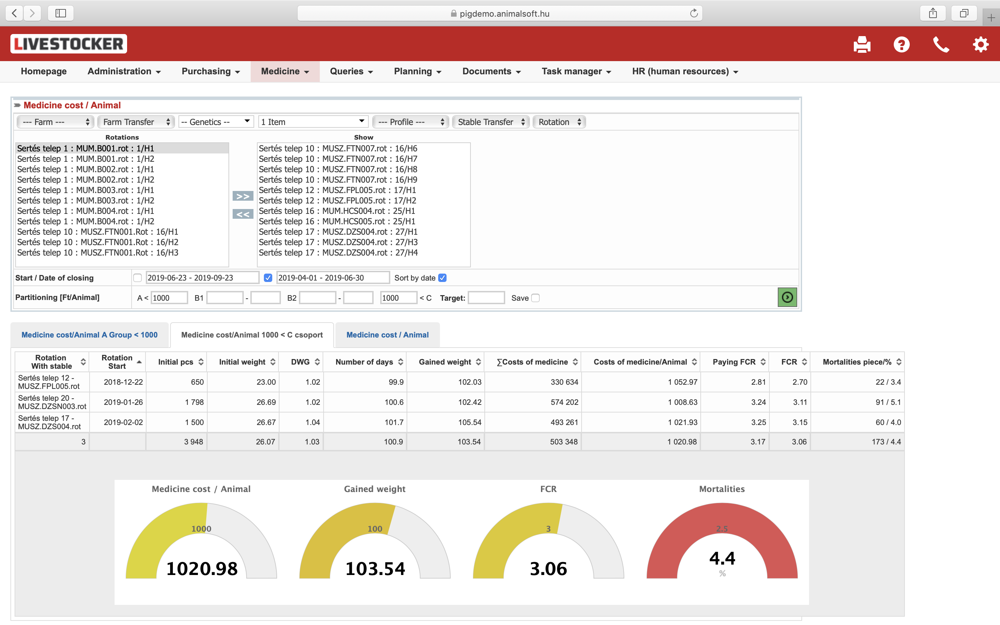 pigdemo.animalsoft.hu
LIVESTOCKER
Homepage Administration Purchasing Medicine Queries Planning Documents Task manager HR (human resources)
Medicine cost / Animal
--- Farm --- Farm Transfer -- Genetics -- 1 Item --- Profile --- Stable Transfer Rotation
Rotations Show
Sertés telep 1 : MUM.B001.rot : 1/H1
Sertés telep 1 : MUM.B001.rot : 1/H2
Sertés telep 1 : MUM.B002.rot : 1/H1
Sertés telep 1 : MUM.B002.rot : 1/H2
Sertés telep 1 : MUM.B003.rot : 1/H1
Sertés telep 1 : MUM.B003.rot : 1/H2
Sertés telep 1 : MUM.B004.rot : 1/H1
Sertés telep 1 : MUM.B004.rot : 1/H2
Sertés telep 10 : MUSZ.FTN001.Rot : 16/H1
Sertés telep 10 : MUSZ.FTN001.Rot : 16/H2
Sertés telep 10 : MUSZ.FTN001.Rot : 16/H3
>>
<<
Sertés telep 10 : MUSZ.FTN007.rot : 16/H6
Sertés telep 10 : MUSZ.FTN007.rot : 16/H7
Sertés telep 10 : MUSZ.FTN007.rot : 16/H8
Sertés telep 10 : MUSZ.FTN007.rot : 16/H9
Sertés telep 12 : MUSZ.FPL005.rot : 17/H1
Sertés telep 12 : MUSZ.FPL005.rot : 17/H2
Sertés telep 16 : MUM.HCS004.rot : 25/H1
Sertés telep 16 : MUM.HCS005.rot : 25/H1
Sertés telep 17 : MUSZ.DZS004.rot : 27/H1
Sertés telep 17 : MUSZ.DZS004.rot : 27/H3
Sertés telep 17 : MUSZ.DZS004.rot : 27/H4
Start / Date of closing 2019-06-23 - 2019-09-23 2019-04-01 - 2019-06-30 Sort by date
Partitioning [Ft/Animal] A < 1000 B1 - B2 - 1000 < C Target: Save
Medicine cost/Animal A Group < 1000 Medicine cost/Animal 1000 < C csoport Medicine cost / Animal
Rotation With stable Rotation Start Initial pcs Initial weight DWG Number of days Gained weight ∑Costs of medicine Costs of medicine/Animal Paying FCR FCR Mortalities piece/%
Sertés telep 12 - MUSZ.FPL005.rot 2018-12-22 650 23.00 1.02 99.9 102.03 330 634 1 052.97 2.81 2.70 22 / 3.4
Sertés telep 20 - MUSZ.DZSN003.rot 2019-01-26 1 798 26.69 1.02 100.6 102.42 574 202 1 008.63 3.24 3.11 91 / 5.1
Sertés telep 17 - MUSZ.DZS004.rot 2019-02-02 1 500 26.67 1.04 101.7 105.54 493 261 1 021.93 3.25 3.15 60 / 4.0
3 3 948 26.07 1.03 100.9 103.54 503 348 1 020.98 3.17 3.06 173 / 4.4
Medicine cost / Animal Gained weight FCR Mortalities
1000 100 3 2.5
1020.98 103.54 3.06 4.4
%